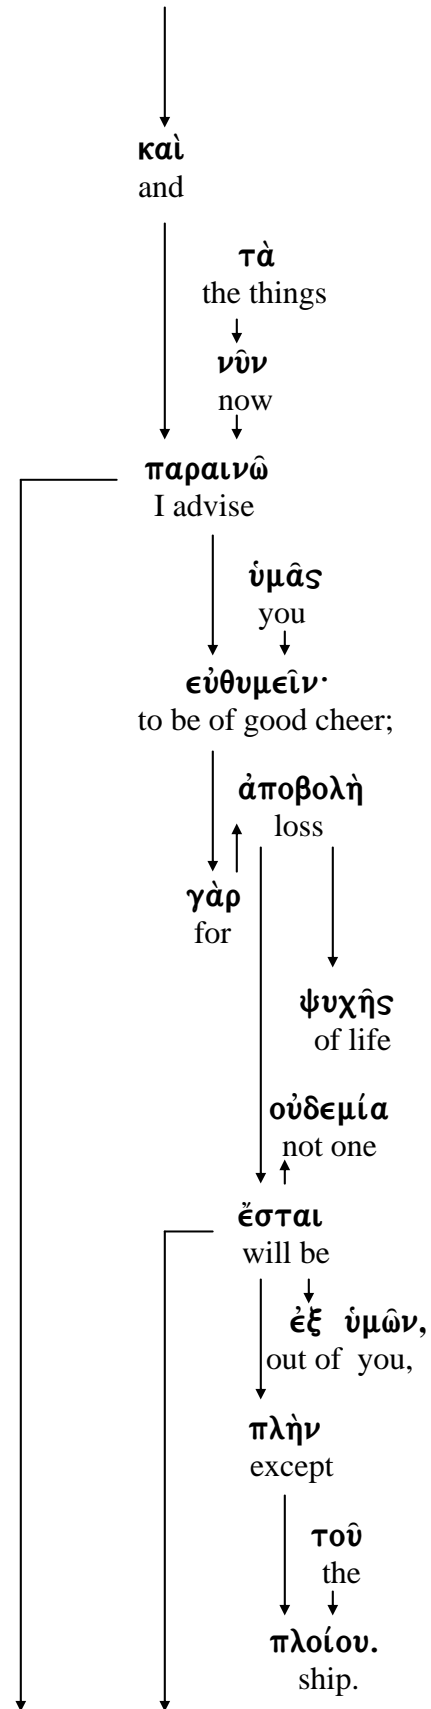 καὶ
and
τὰ
the things
νῦν
now
παραινῶ
I advise
ὑμᾶς
you
εὐθυμεῖν·
to be of good cheer;
ἀποβολὴ
loss
γὰρ
for
ψυχῆς
of life
οὐδεμία
not one
ἔσται
will be
ἐξ ὑμῶν,
out of you,
πλὴν
except
τοῦ
the
πλοίου.
ship.